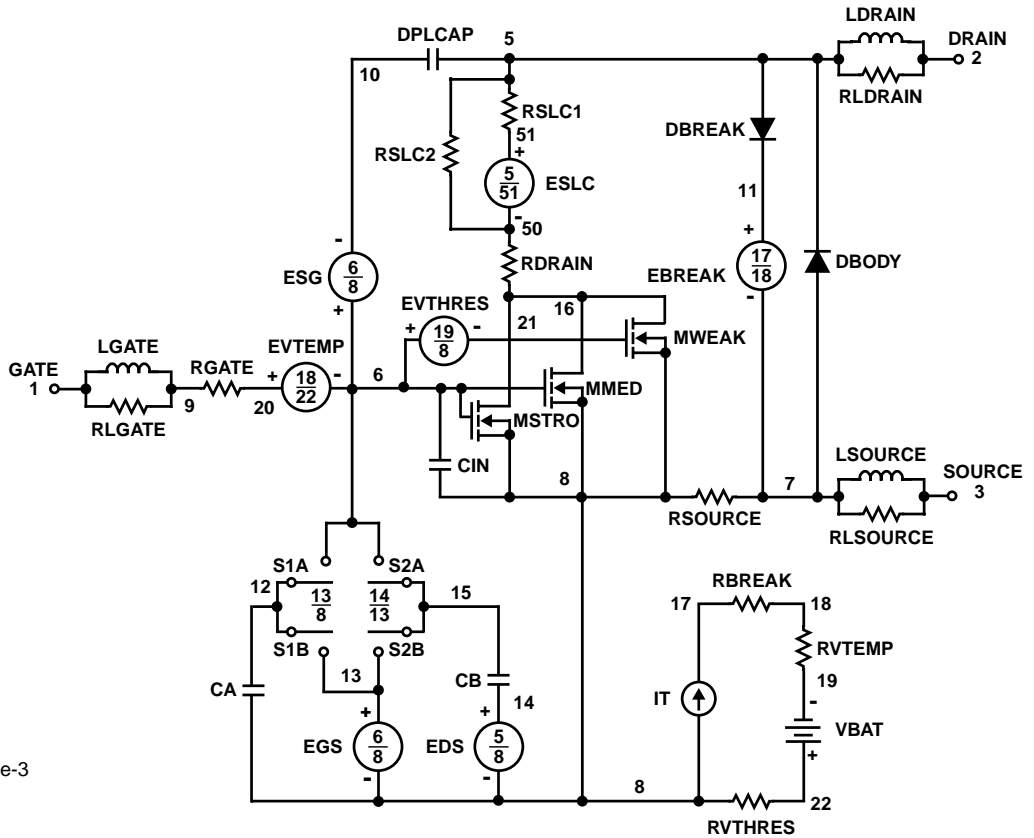 LDRAIN
DPLCAP
5
DRAIN
2
10
RLDRAIN
RSLC1
51
DBREAK
RSLC2
+
5
51
ESLC
11
-
50
-
+
RDRAIN
17
18
DBODY
ESG
6
8
EBREAK
EVTHRES
16
-
+
+
19
8
-
21
MWEAK
LGATE
EVTEMP
GATE
1
RGATE
+
18
22
-
6
MMED
9
20
MSTRO
RLGATE
LSOURCE
CIN
8
7
SOURCE
3
RSOURCE
RLSOURCE
S1A
S2A
12
13
8
14
13
15
RBREAK
17
18
S1B
S2B
RVTEMP
13
CB
CA
19
14
-
IT
+
+
VBAT
EGS
6
8
EDS
5
8
+
-
-
e-3
8
22
RVTHRES